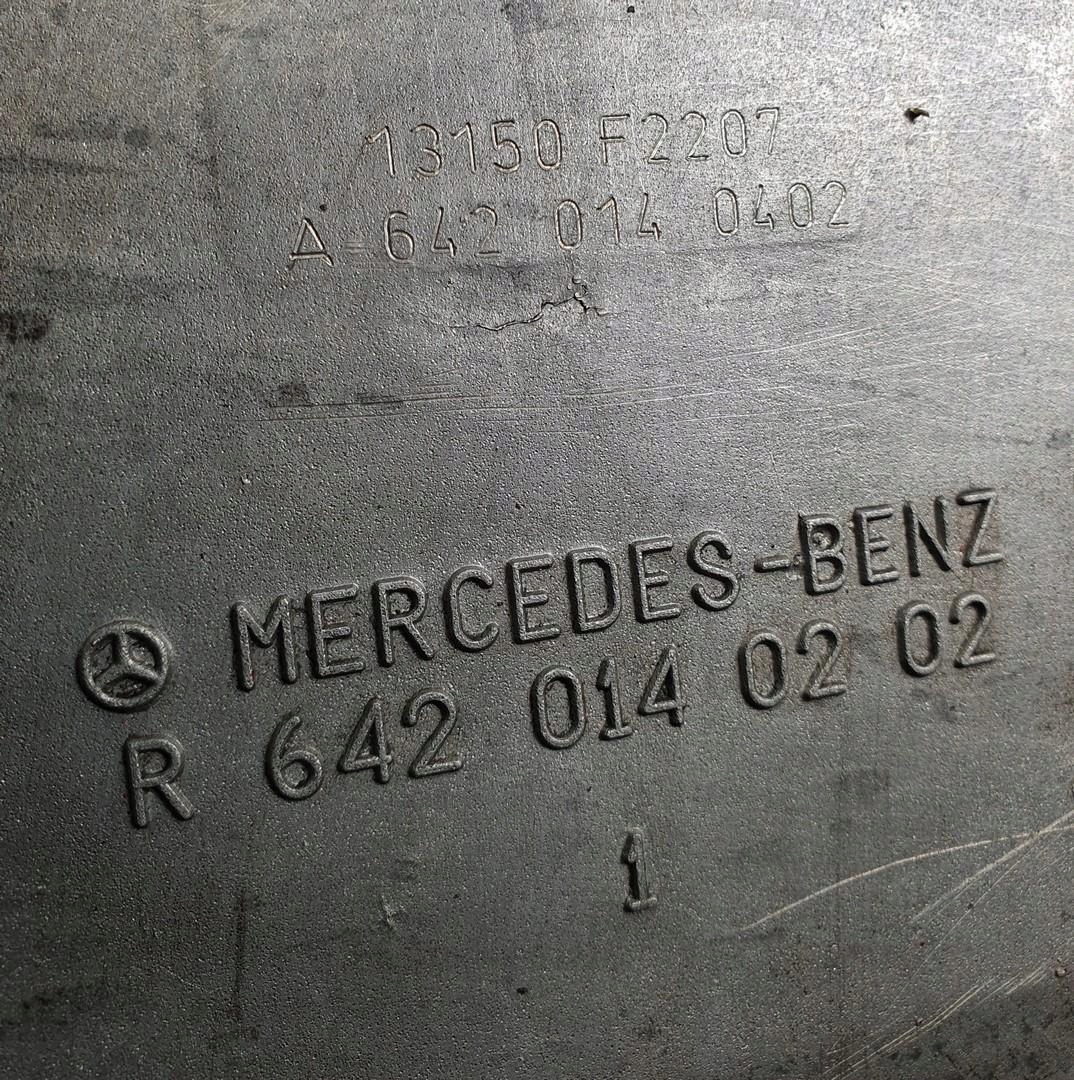 13150 F2207
A 642 014 0402
MERCEDES-BENZ
R 642 014 02 02
1